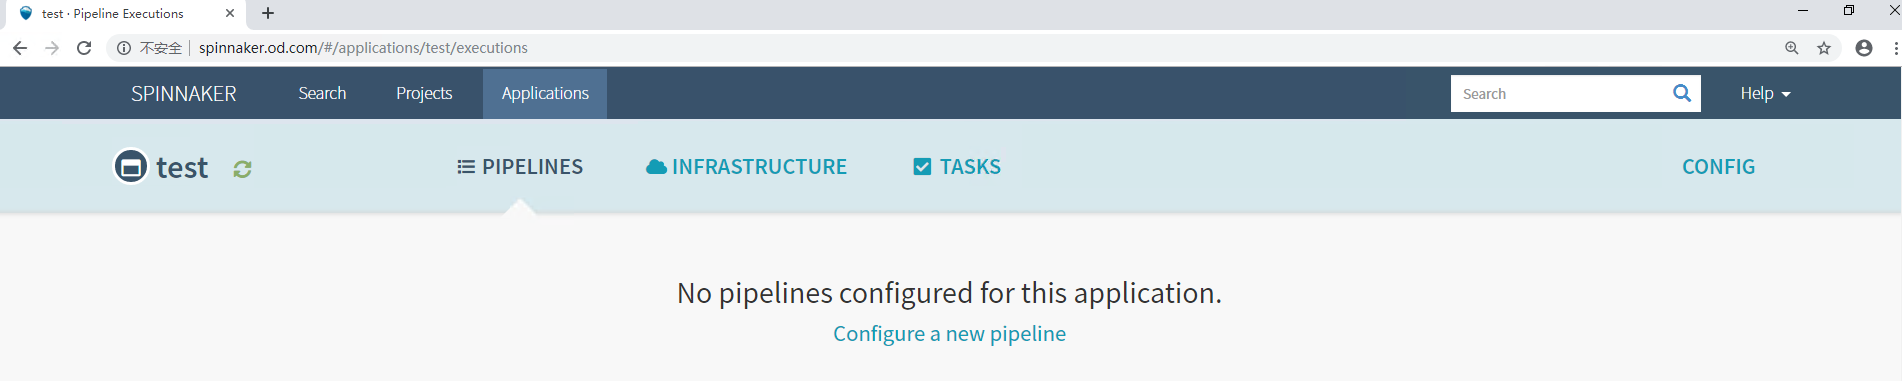 test · Pipeline Executions
不安全 spinnaker.od.com/#/applications/test/executions
SPINNAKER Search Projects Applications Search Help
test PIPELINES INFRASTRUCTURE TASKS CONFIG
No pipelines configured for this application.
Configure a new pipeline